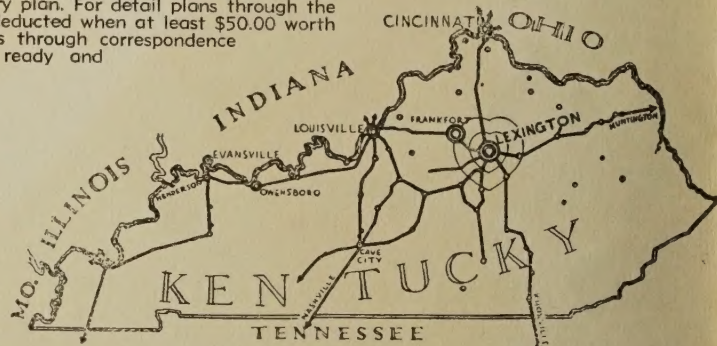 ry plan. For detail plans through the
educted when at least $50.00 worth
s through correspondence
ready and
CINCINNATI
OHIO
INDIANA
LOUISVILLE
FRANKFORT
LEXINGTON
HUNTINGTON
EVANSVILLE
ILLINOIS
HENDERSON
OWENSBORO
MO.
CAVE
CITY
KENTUCKY
NASHVILLE
KNOXVILLE
TENNESSEE